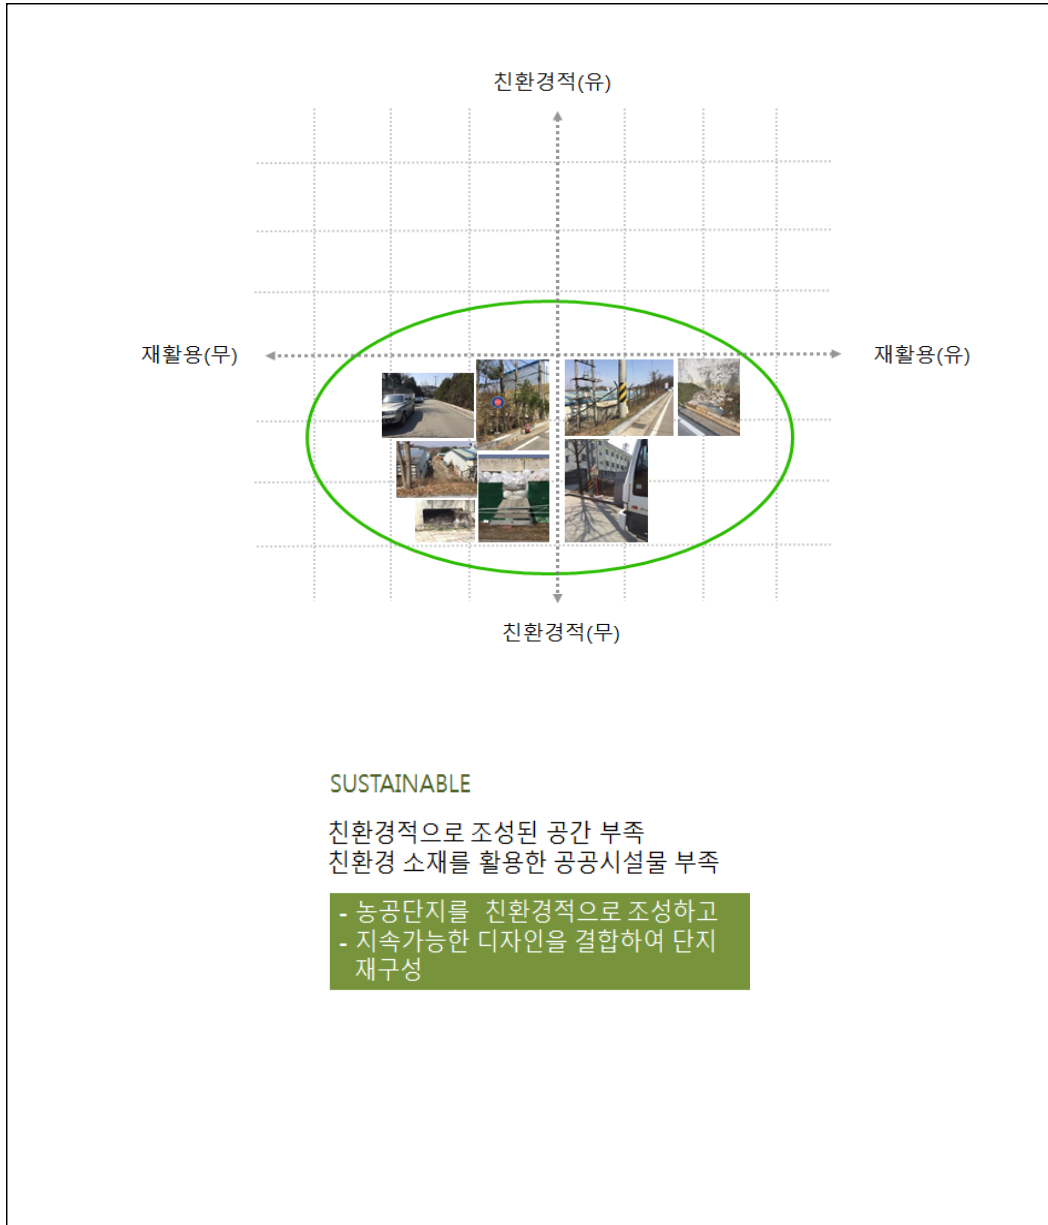 친환경적(유)
재활용(무)
재활용(유)
친환경적(무)
SUSTAINABLE
친환경적으로 조성된 공간 부족
친환경 소재를 활용한 공공시설물 부족
- 농공단지를 친환경적으로 조성하고
- 지속가능한 디자인을 결합하여 단지
재구성